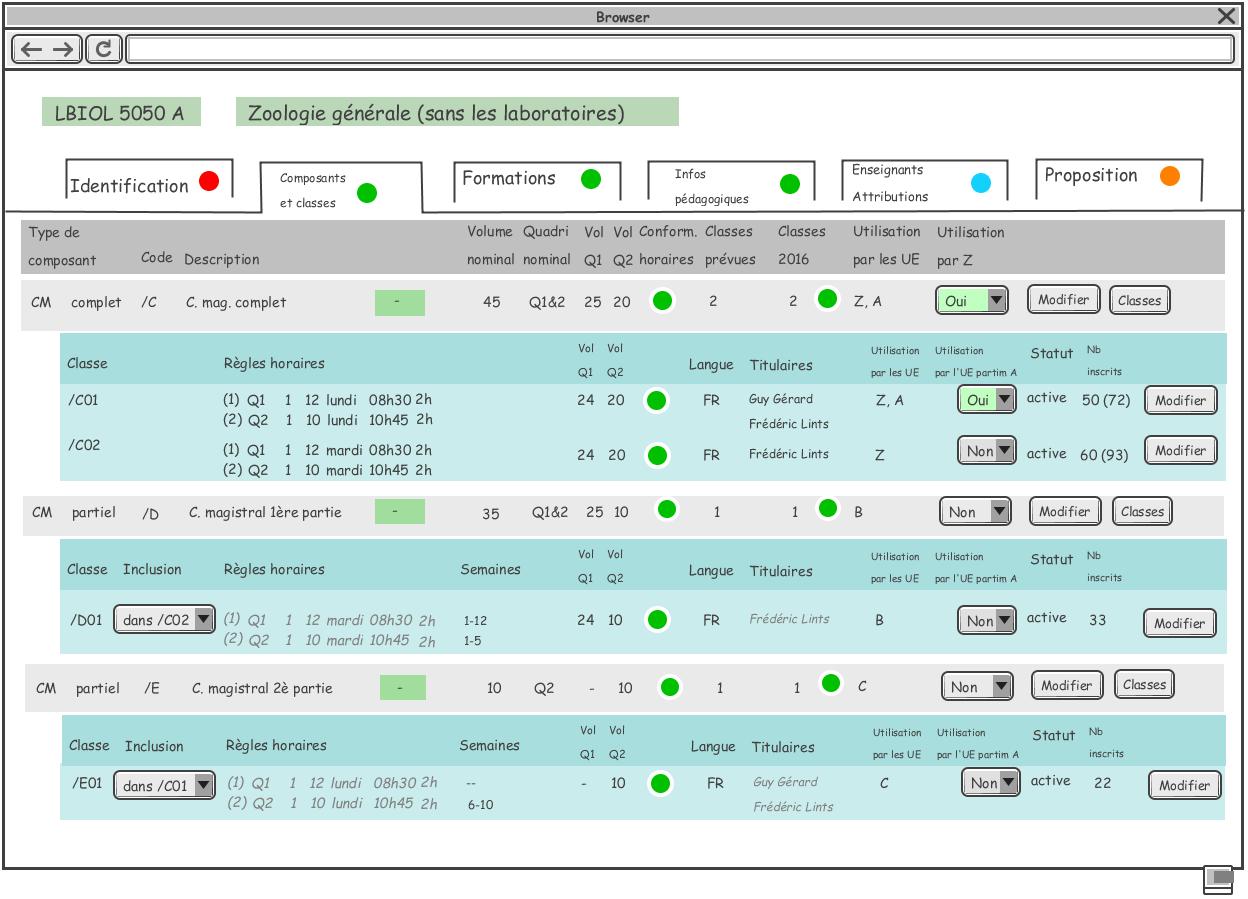 Browser
LBIOL 5050 A Zoologie générale (sans les laboratoires)
Identification Composants et classes Formations Infos pédagogiques Enseignants Attributions Proposition
Type de composant Code Description Volume nominal Quadri nominal Vol Q1 Vol Q2 Conform. horaires Classes prévues Classes 2016 Utilisation par les UE Utilisation par Z
CM complet /C C. mag. complet - 45 Q1&2 25 20 2 2 Z, A Oui Modifier Classes
Classe Règles horaires Vol Q1 Vol Q2 Langue Titulaires Utilisation par les UE Utilisation par l'UE partim A Statut Nb inscrits
/C01 (1) Q1 1 12 lundi 08h30 2h 24 20 FR Guy Gérard Z, A Oui active 50 (72) Modifier
(2) Q2 1 10 lundi 10h45 2h Frédéric Lints
/C02 (1) Q1 1 12 mardi 08h30 2h 24 20 FR Frédéric Lints Z Non active 60 (93) Modifier
(2) Q2 1 10 mardi 10h45 2h
CM partiel /D C. magistral 1ère partie - 35 Q1&2 25 10 1 1 B Non Modifier Classes
Classe Inclusion Règles horaires Semaines Vol Q1 Vol Q2 Langue Titulaires Utilisation par les UE Utilisation par l'UE partim A Statut Nb inscrits
/D01 dans /C02 (1) Q1 1 12 mardi 08h30 2h 1-12 24 10 FR Frédéric Lints B Non active 33 Modifier
(2) Q2 1 10 mardi 10h45 2h 1-5
CM partiel /E C. magistral 2è partie - 10 Q2 - 10 1 1 C Non Modifier Classes
Classe Inclusion Règles horaires Semaines Vol Q1 Vol Q2 Langue Titulaires Utilisation par les UE Utilisation par l'UE partim A Statut Nb inscrits
/E01 dans /C01 (1) Q1 1 12 lundi 08h30 2h -- - 10 FR Guy Gérard C Non active 22 Modifier
(2) Q2 1 10 lundi 10h45 2h 6-10 Frédéric Lints